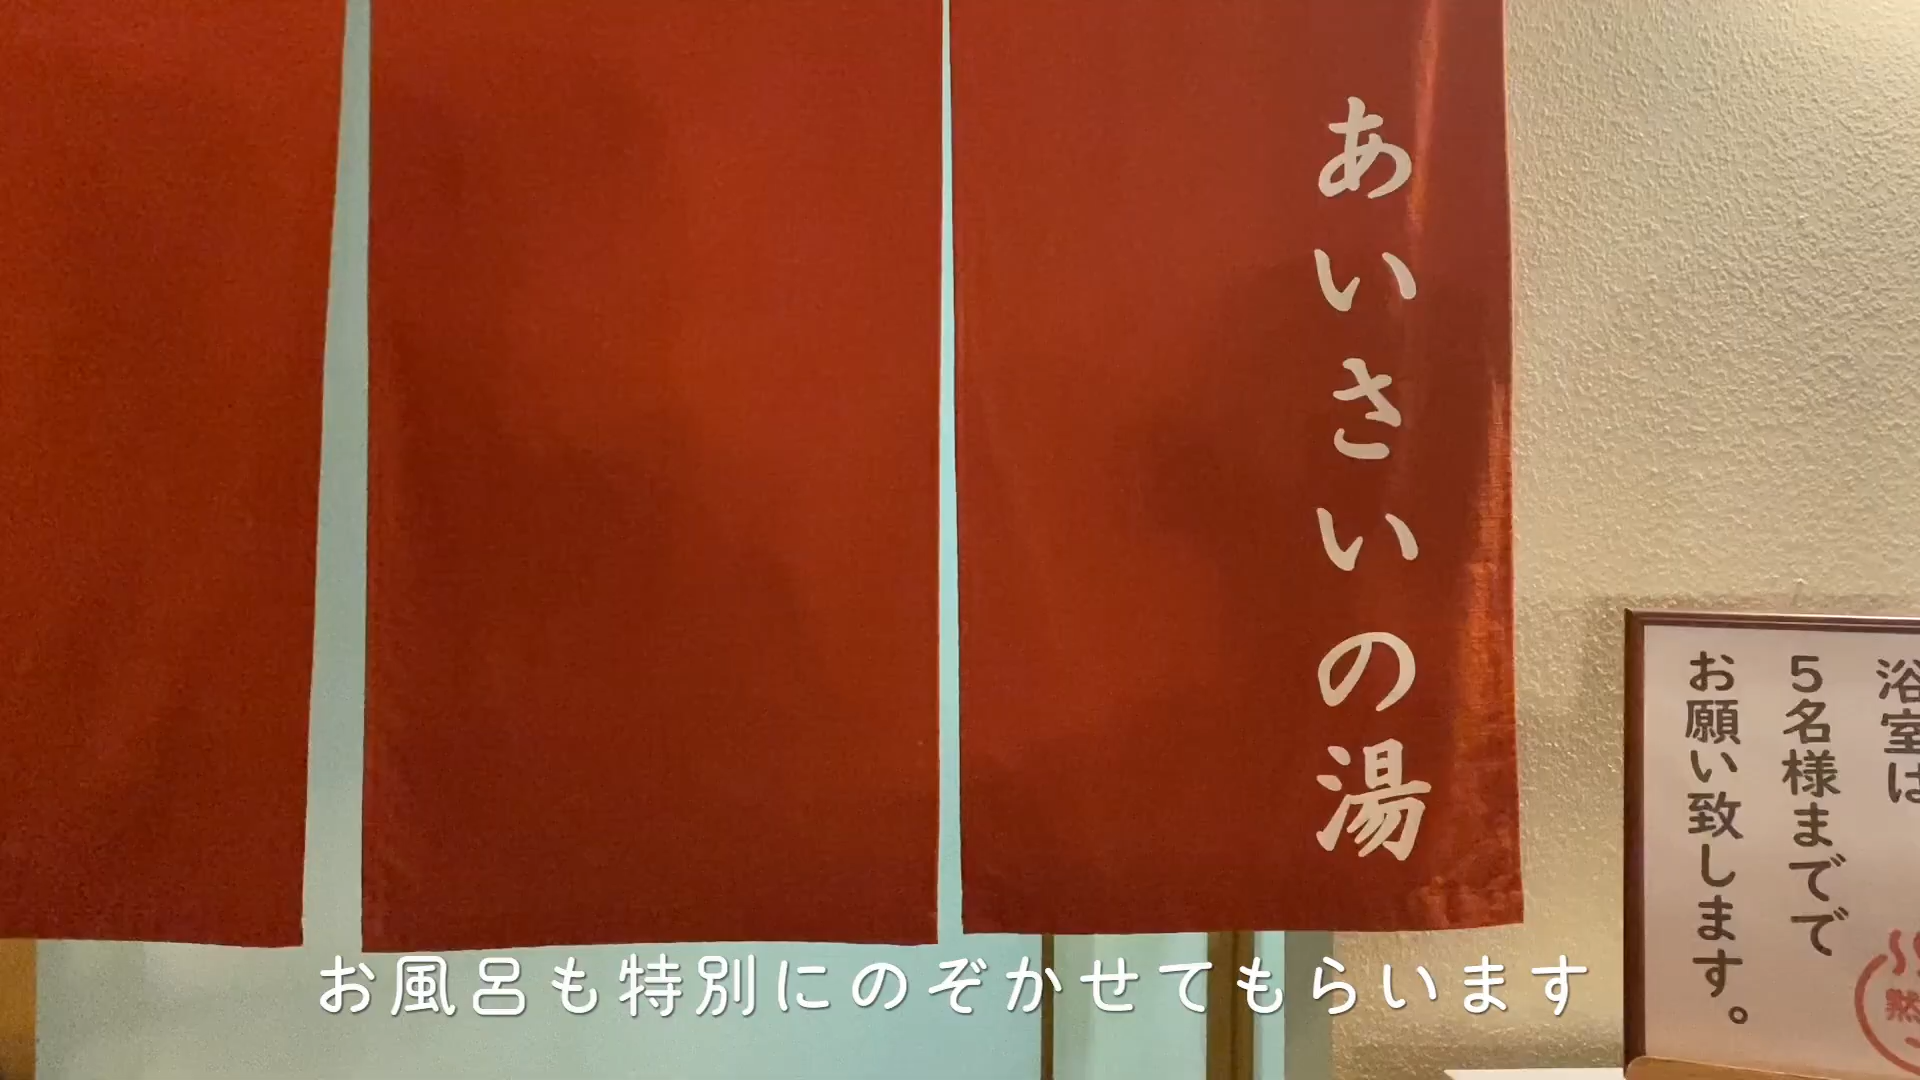 あいさいの湯
浴室は
5名様までで
お願い致します。
お風呂も特別にのぞかせてもらいます